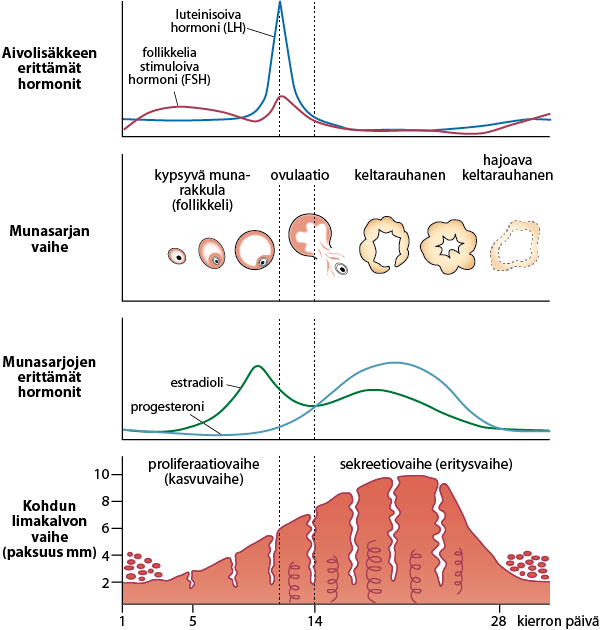 Aivolisäkkeen
erittämät
hormonit
luteinisoiva
hormoni (LH)
follikkelia
stimuloiva
hormoni (FSH)
Munasarjan
vaihe
kypsyvä muna-
rakkula
(follikkeli)
ovulaatio
keltarauhanen
hajoava
keltarauhanen
Munasarjojen
erittämät
hormonit
estradioli
progesteroni
Kohdun
limakalvon
vaihe
(paksuus mm)
proliferaatiovaihe
(kasvuvaihe)
sekreetiovaihe (eritysvaihe)
10
8
6
4
2
1 5 14 28 kierron päivä